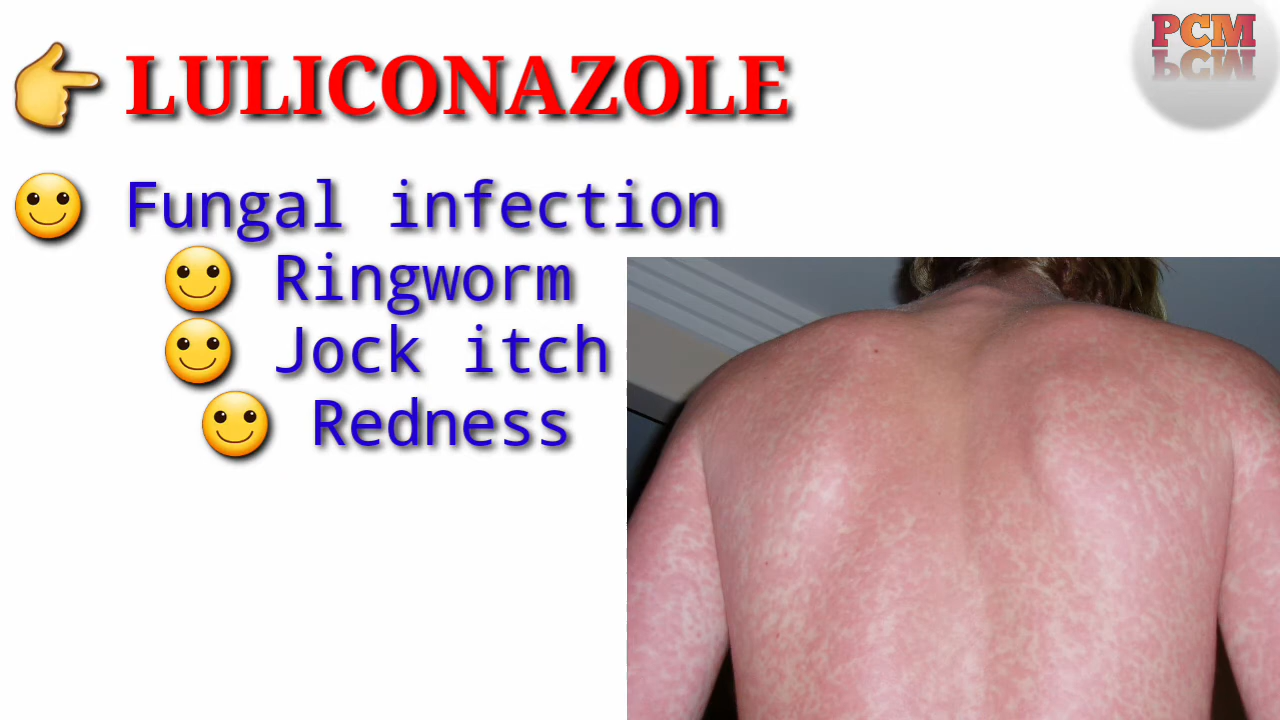 PCM
👉 LULICONAZOLE
🙂 Fungal infection
🙂 Ringworm
🙂 Jock itch
🙂 Redness